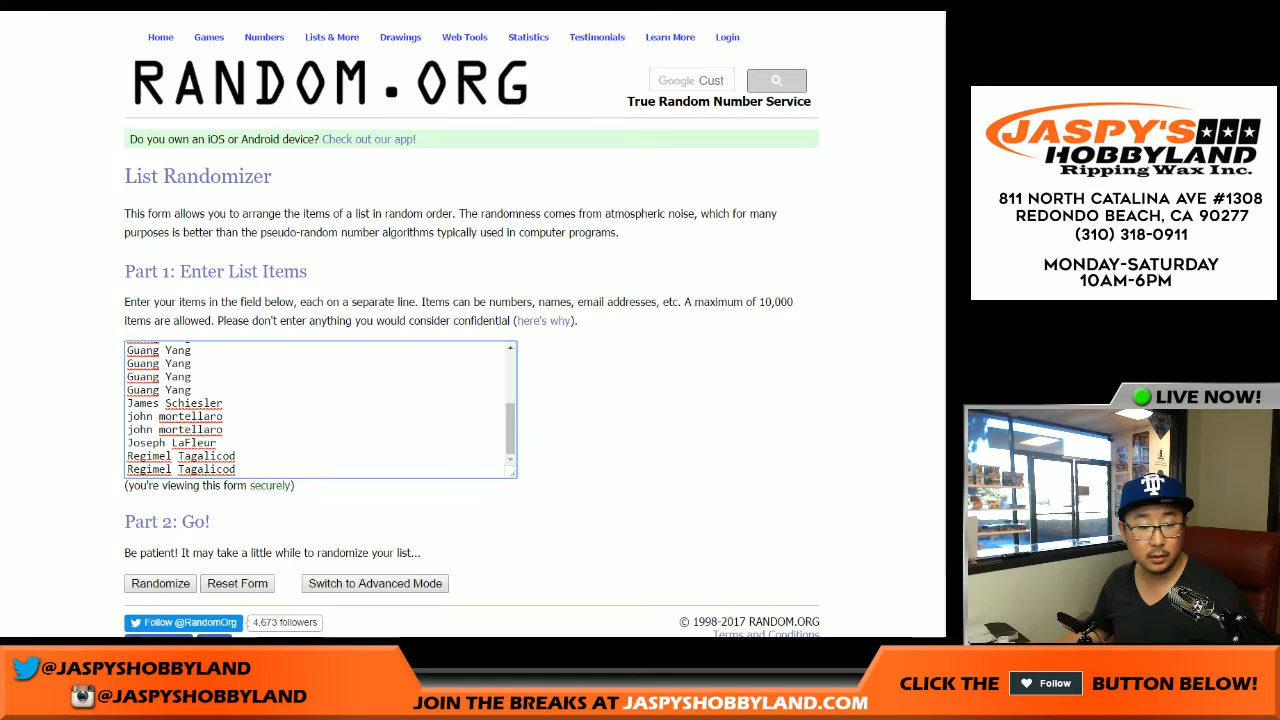 Home Games Numbers Lists & More Drawings Web Tools Statistics Testimonials Learn More Login
RANDOM.ORG
Google Cust
True Random Number Service
Do you own an iOS or Android device? Check out our app!
List Randomizer
This form allows you to arrange the items of a list in random order. The randomness comes from atmospheric noise, which for many
purposes is better than the pseudo-random number algorithms typically used in computer programs.
Part 1: Enter List Items
Enter your items in the field below, each on a separate line. Items can be numbers, names, email addresses, etc. A maximum of 10,000
items are allowed. Please don't enter anything you would consider confidential (here's why).
Guang Yang
Guang Yang
Guang Yang
Guang Yang
James Schiesler
john mortellaro
john mortellaro
Joseph LaFleur
Regimel Tagalicod
Regimel Tagalicod
(you're viewing this form securely)
Part 2: Go!
Be patient! It may take a little while to randomize your list...
Randomize Reset Form Switch to Advanced Mode
Follow @RandomOrg 4,673 followers
© 1998-2017 RANDOM.ORG
Terms and Conditions
JASPY'S
HOBBYLAND
Ripping Wax Inc.
811 NORTH CATALINA AVE #1308
REDONDO BEACH, CA 90277
(310) 318-0911
MONDAY-SATURDAY
10AM-6PM
LIVE NOW!
@JASPYSHOBBYLAND
@JASPYSHOBBYLAND
JOIN THE BREAKS AT JASPYSHOBBYLAND.COM
CLICK THE Follow BUTTON BELOW!